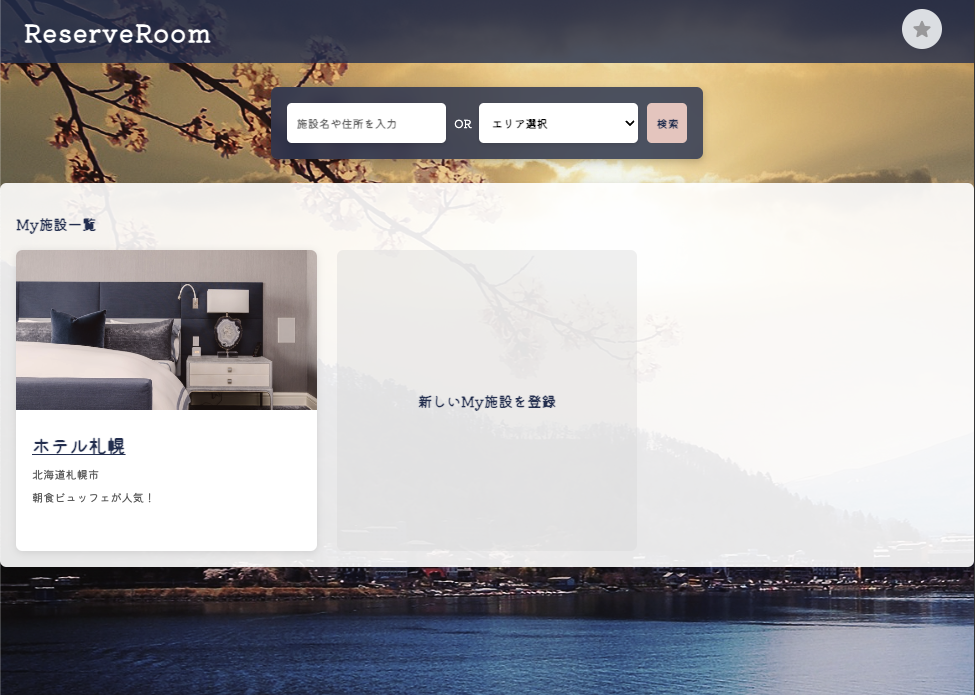 ReserveRoom
施設名や住所を入力
OR
エリア選択
検索
My施設一覧
ホテル札幌
北海道札幌市
朝食ビュッフェが人気！
新しいMy施設を登録